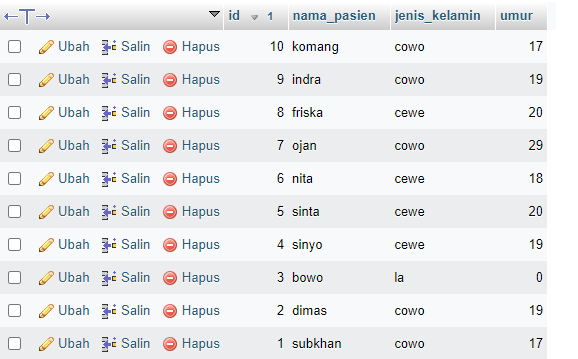 id 1 nama_pasien jenis_kelamin umur
Ubah Salin Hapus 10 komang cowo 17
Ubah Salin Hapus 9 indra cowo 19
Ubah Salin Hapus 8 friska cewe 20
Ubah Salin Hapus 7 ojan cowo 29
Ubah Salin Hapus 6 nita cewe 18
Ubah Salin Hapus 5 sinta cewe 20
Ubah Salin Hapus 4 sinyo cewe 19
Ubah Salin Hapus 3 bowo la 0
Ubah Salin Hapus 2 dimas cowo 19
Ubah Salin Hapus 1 subkhan cowo 17